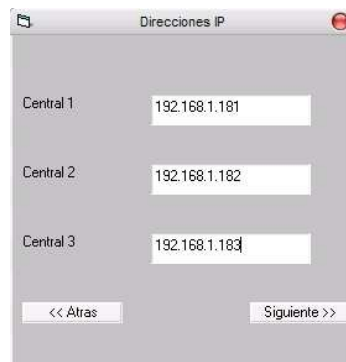 Direcciones IP
Central 1 192.168.1.181
Central 2 192.168.1.182
Central 3 192.168.1.183
<< Atras Siguiente >>